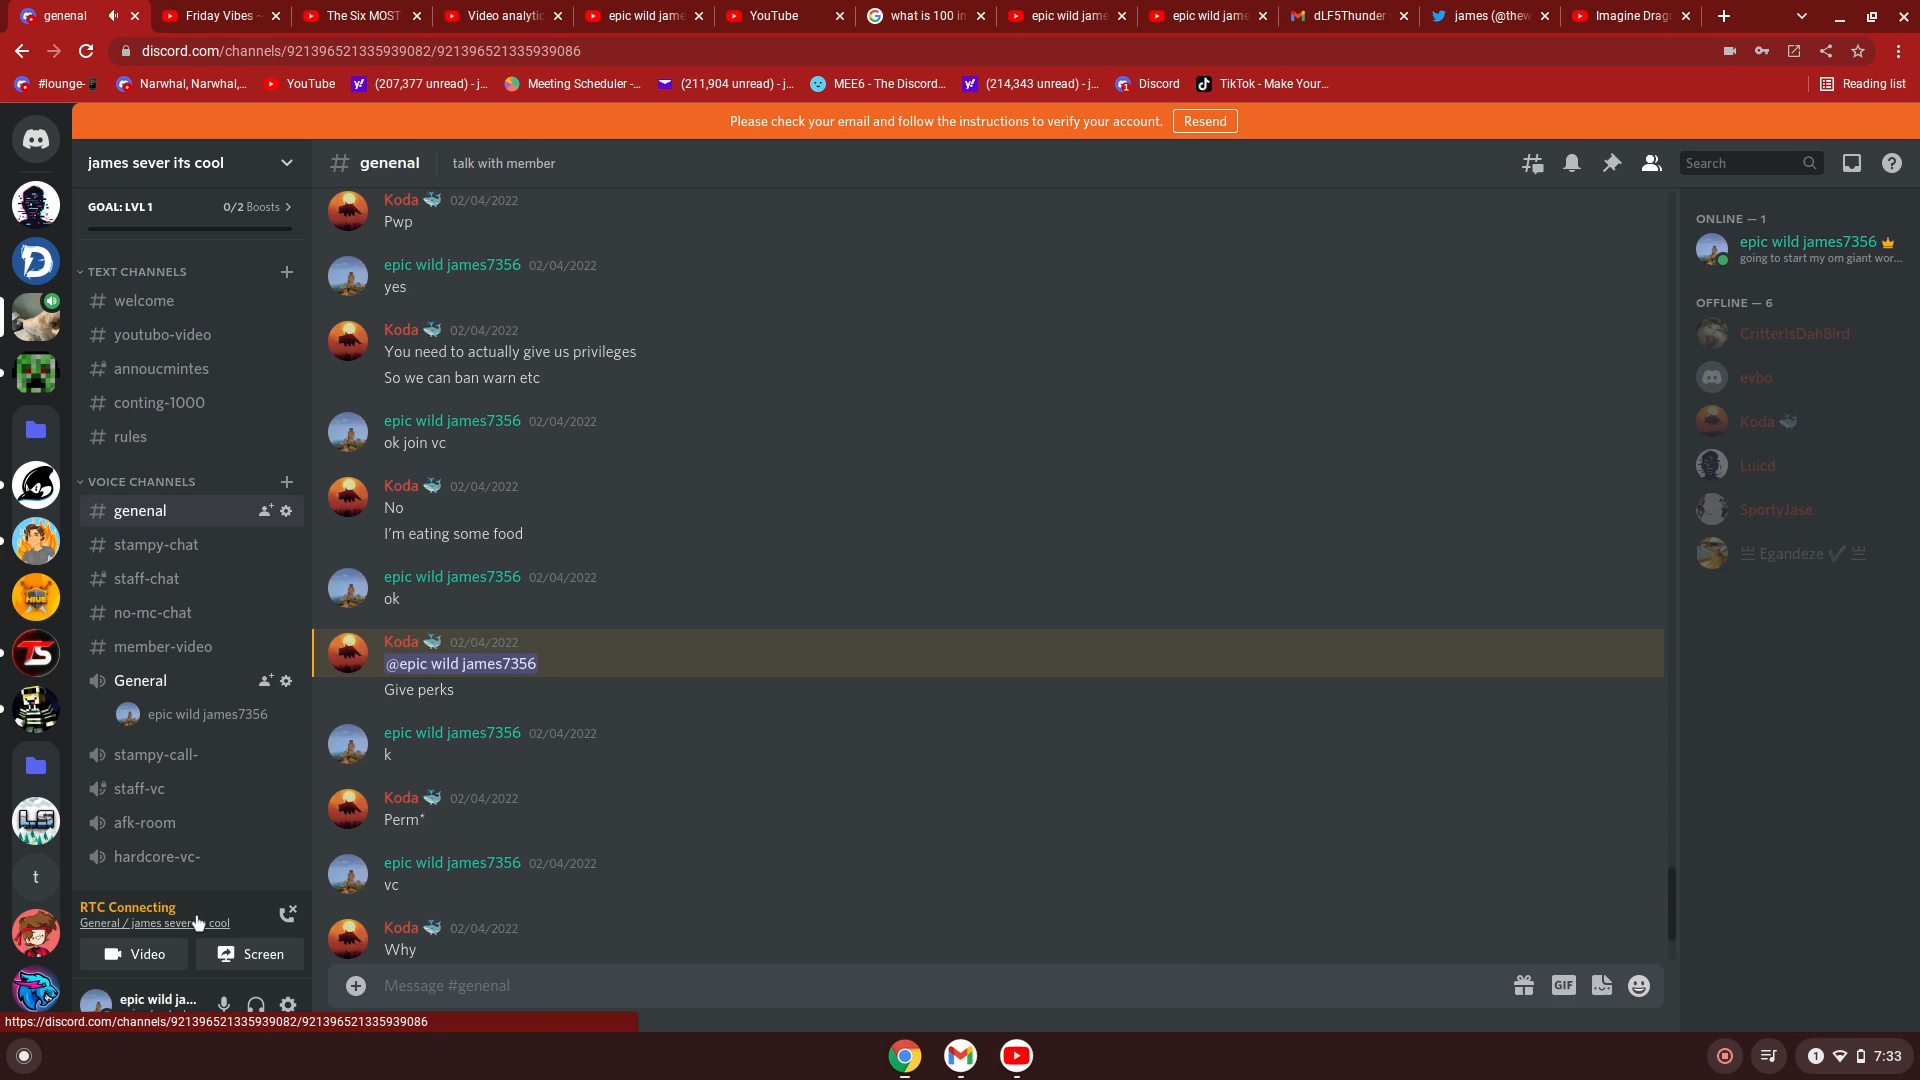 genenal
Friday Vibes -
The Six MOST
Video analytic
epic wild jame
YouTube
what is 100 in
epic wild jame
epic wild jame
dLF5Thunder
james (@thew
Imagine Drag
discord.com/channels/921396521335939082/921396521335939086
#lounge-
Narwhal, Narwhal,...
YouTube
(207,377 unread) - j...
Meeting Scheduler -...
(211,904 unread) - j...
MEE6 - The Discord...
(214,343 unread) - j...
Discord
TikTok - Make Your...
Reading list
Please check your email and follow the instructions to verify your account.
Resend
james sever its cool
# genenal
talk with member
Search
GOAL: LVL 1
0/2 Boosts
TEXT CHANNELS
welcome
youtubo-video
annoucmintes
conting-1000
rules
VOICE CHANNELS
genenal
stampy-chat
staff-chat
no-mc-chat
member-video
General
epic wild james7356
stampy-call-
staff-vc
afk-room
hardcore-vc-
RTC Connecting
General / james sever cool
Video
Screen
epic wild ja...
Koda 02/04/2022
Pwp
epic wild james7356 02/04/2022
yes
Koda 02/04/2022
You need to actually give us privileges
So we can ban warn etc
epic wild james7356 02/04/2022
ok join vc
Koda 02/04/2022
No
I'm eating some food
epic wild james7356 02/04/2022
ok
Koda 02/04/2022
@epic wild james7356
Give perks
epic wild james7356 02/04/2022
k
Koda 02/04/2022
Perm*
epic wild james7356 02/04/2022
vc
Koda 02/04/2022
Why
Message #genenal
GIF
ONLINE — 1
epic wild james7356
going to start my om giant wor...
OFFLINE — 6
CritterIsDahBird
evbo
Koda
Luicd
SportyJase
Egandeze
TS
LS
t
https://discord.com/channels/921396521335939082/921396521335939086
1
7:33